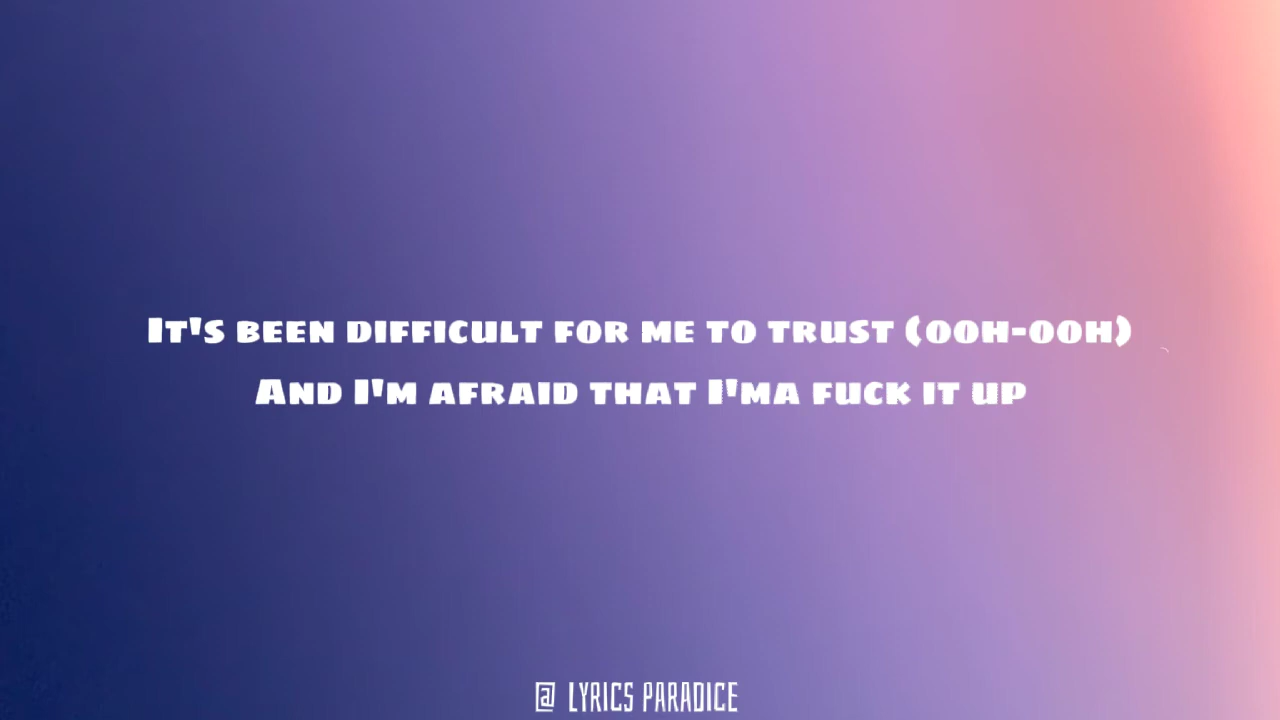 It's been difficult for me to trust (ooh-ooh)
And I'm afraid that I'ma fuck it up
@ LYRICS PARADICE